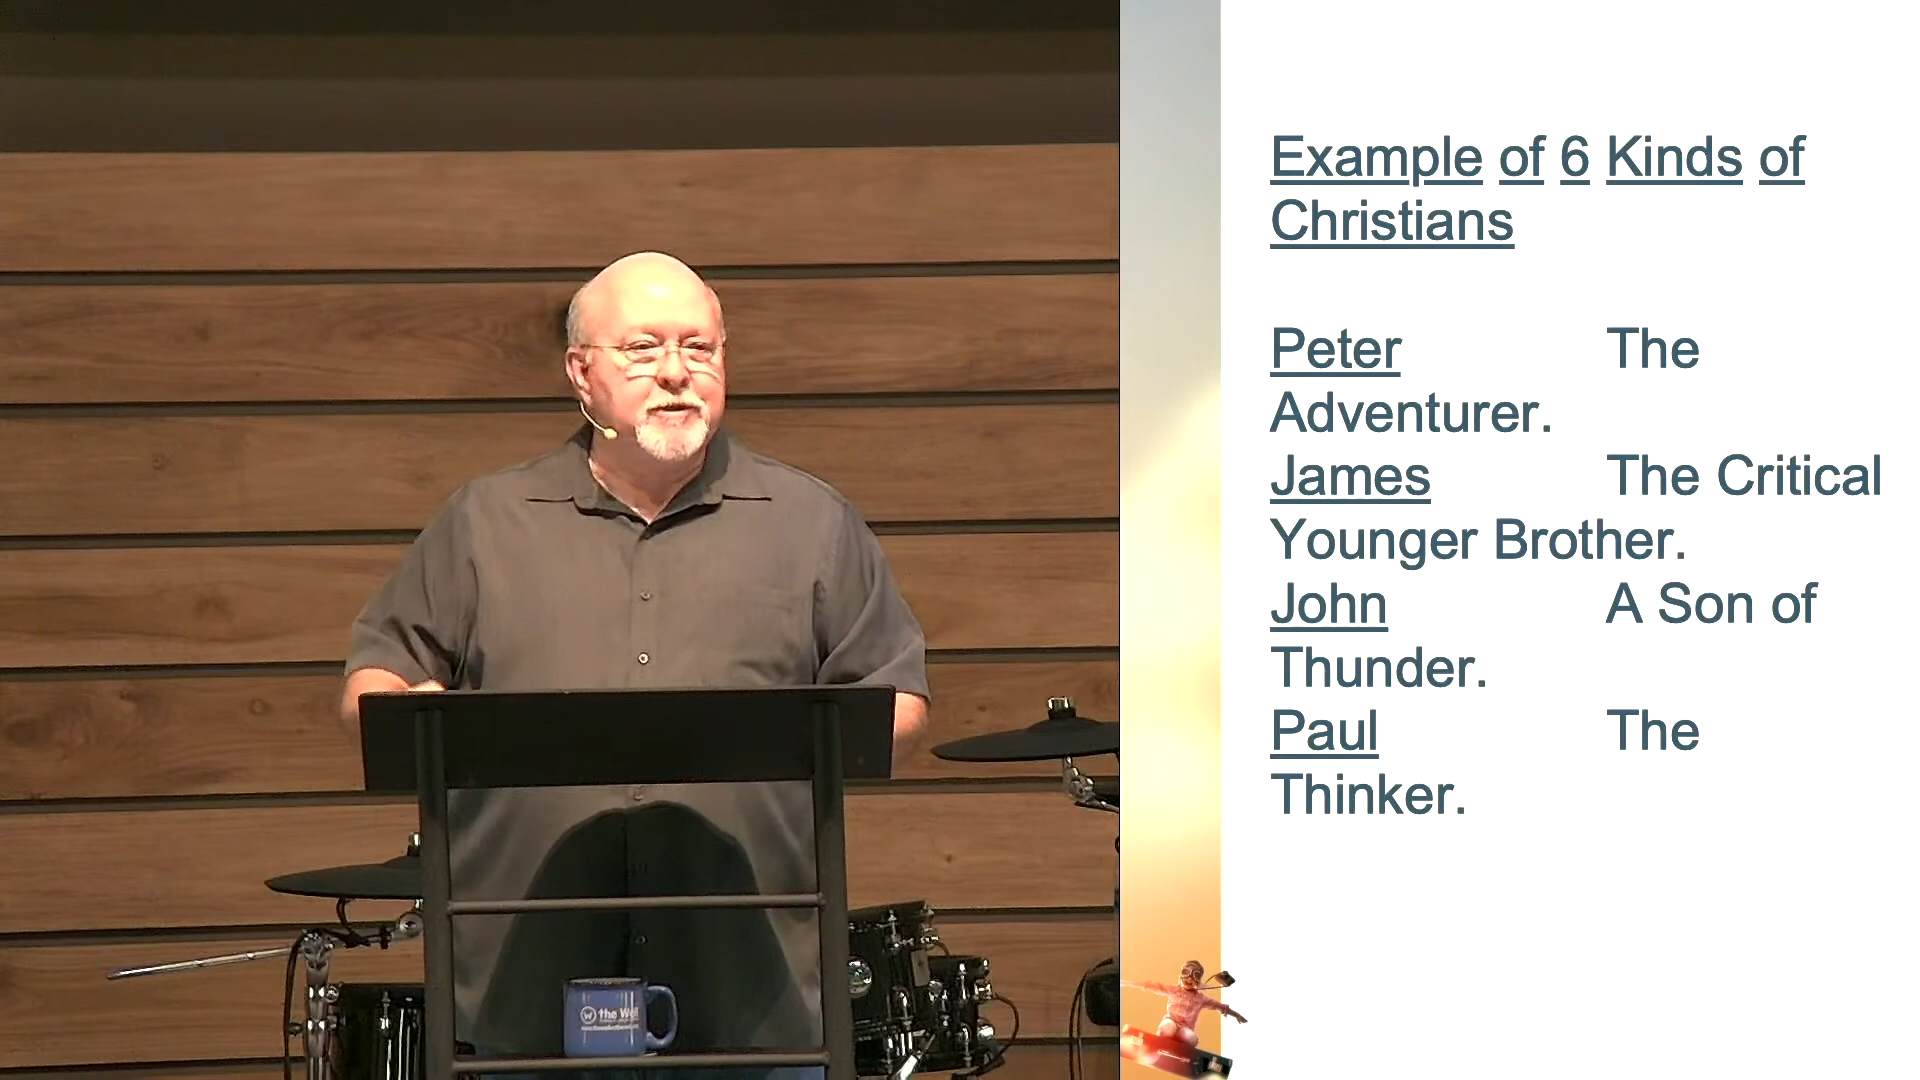 Example of 6 Kinds of
Christians
Peter The
Adventurer.
James The Critical
Younger Brother.
John A Son of
Thunder.
Paul The
Thinker.
the Well